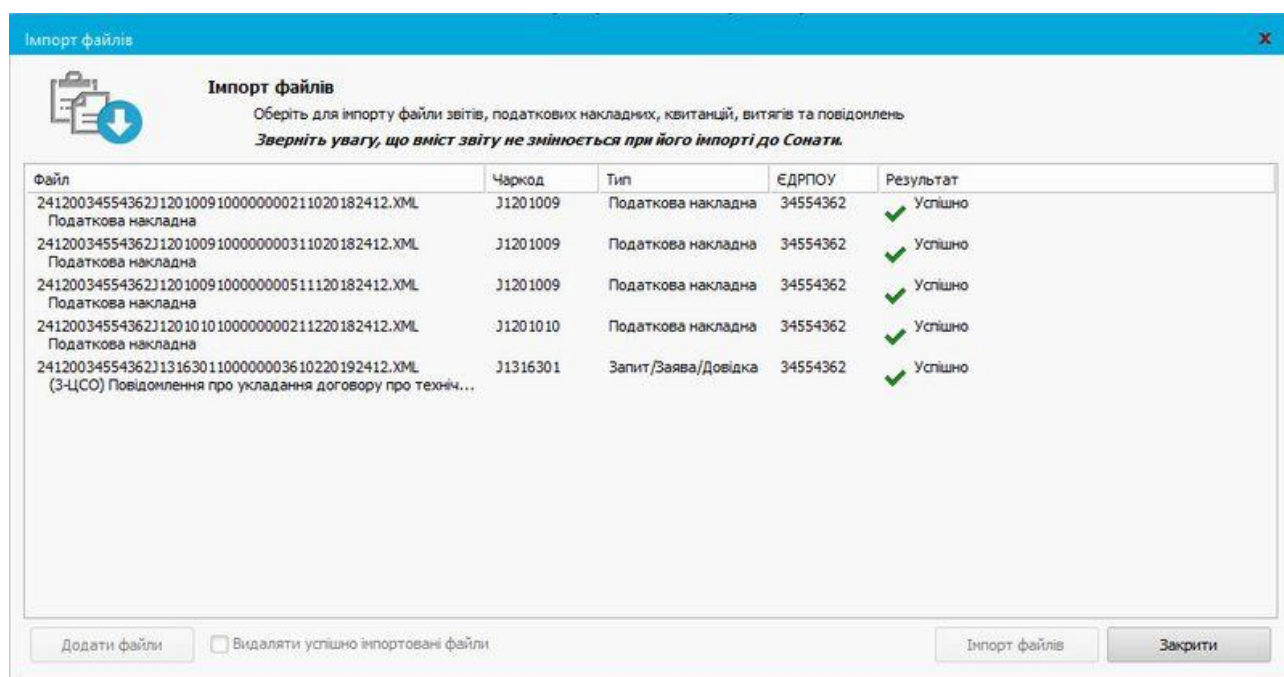 Імпорт файлів
x
Імпорт файлів
Оберіть для імпорту файли звітів, податкових накладних, квитанцій, витягів та повідомлень
Зверніть увагу, що вміст звіту не змінюється при його імпорті до Сонати.
Файл Чаркод Тип ЄДРПОУ Результат
24120034554362J1201009100000000211020182412.XML J1201009 Податкова накладна 34554362 Успішно
Податкова накладна
24120034554362J1201009100000000311020182412.XML J1201009 Податкова накладна 34554362 Успішно
Податкова накладна
24120034554362J1201009100000000511120182412.XML J1201009 Податкова накладна 34554362 Успішно
Податкова накладна
24120034554362J1201010100000000211220182412.XML J1201010 Податкова накладна 34554362 Успішно
Податкова накладна
24120034554362J1316301100000003610220192412.XML J1316301 Запит/Заява/Довідка 34554362 Успішно
(3-ЦСО) Повідомлення про укладання договору про техніч...
Додати файли Видаляти успішно імпортовані файли Імпорт файлів Закрити